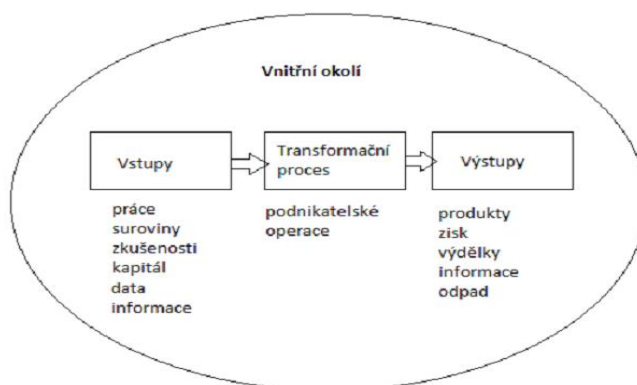 Vnitřní okolí
Vstupy
Transformační
proces
Výstupy
práce
suroviny
zkušenosti
kapitál
data
informace
podnikatelské
operace
produkty
zisk
výdělky
informace
odpad